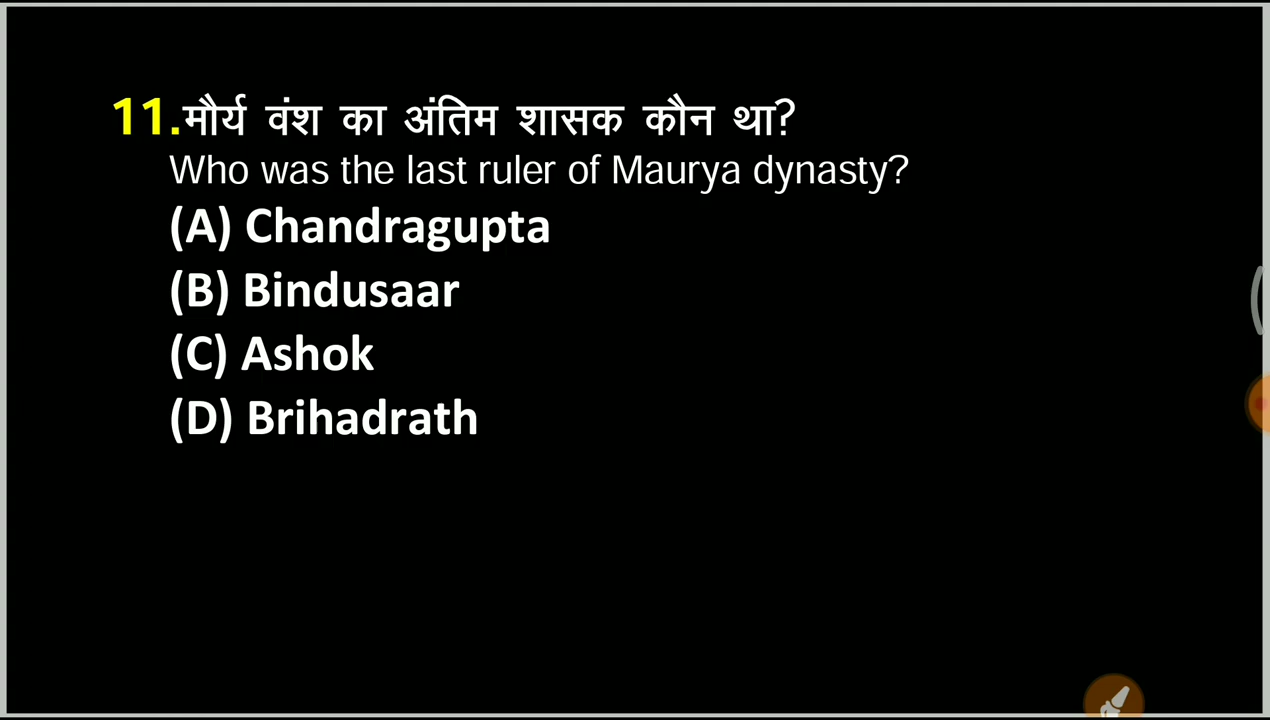 11.मौर्य वंश का अंतिम शासक कौन था?
Who was the last ruler of Maurya dynasty?
(A) Chandragupta
(B) Bindusaar
(C) Ashok
(D) Brihadrath